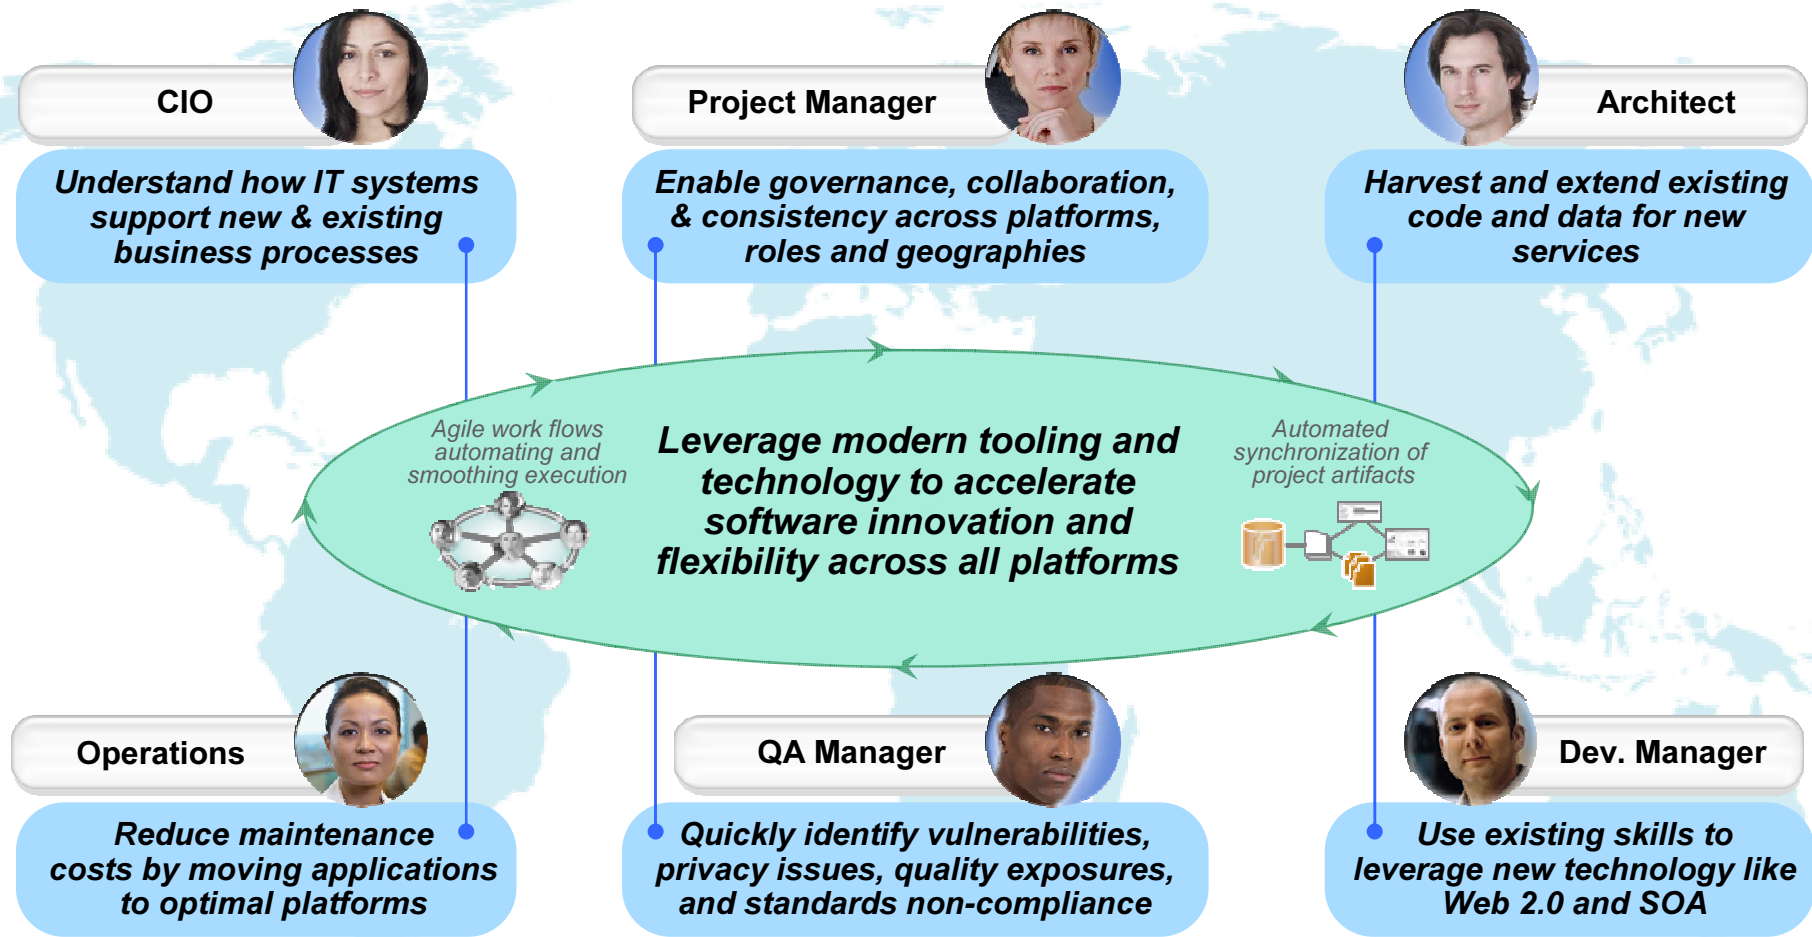 CIO
Understand how IT systems
support new & existing
business processes
Project Manager
Enable governance, collaboration,
& consistency across platforms,
roles and geographies
Architect
Harvest and extend existing
code and data for new
services
Agile work flows
automating and
smoothing execution
Leverage modern tooling and
technology to accelerate
software innovation and
flexibility across all platforms
Automated
synchronization of
project artifacts
Operations
Reduce maintenance
costs by moving applications
to optimal platforms
QA Manager
Quickly identify vulnerabilities,
privacy issues, quality exposures,
and standards non-compliance
Dev. Manager
Use existing skills to
leverage new technology like
Web 2.0 and SOA